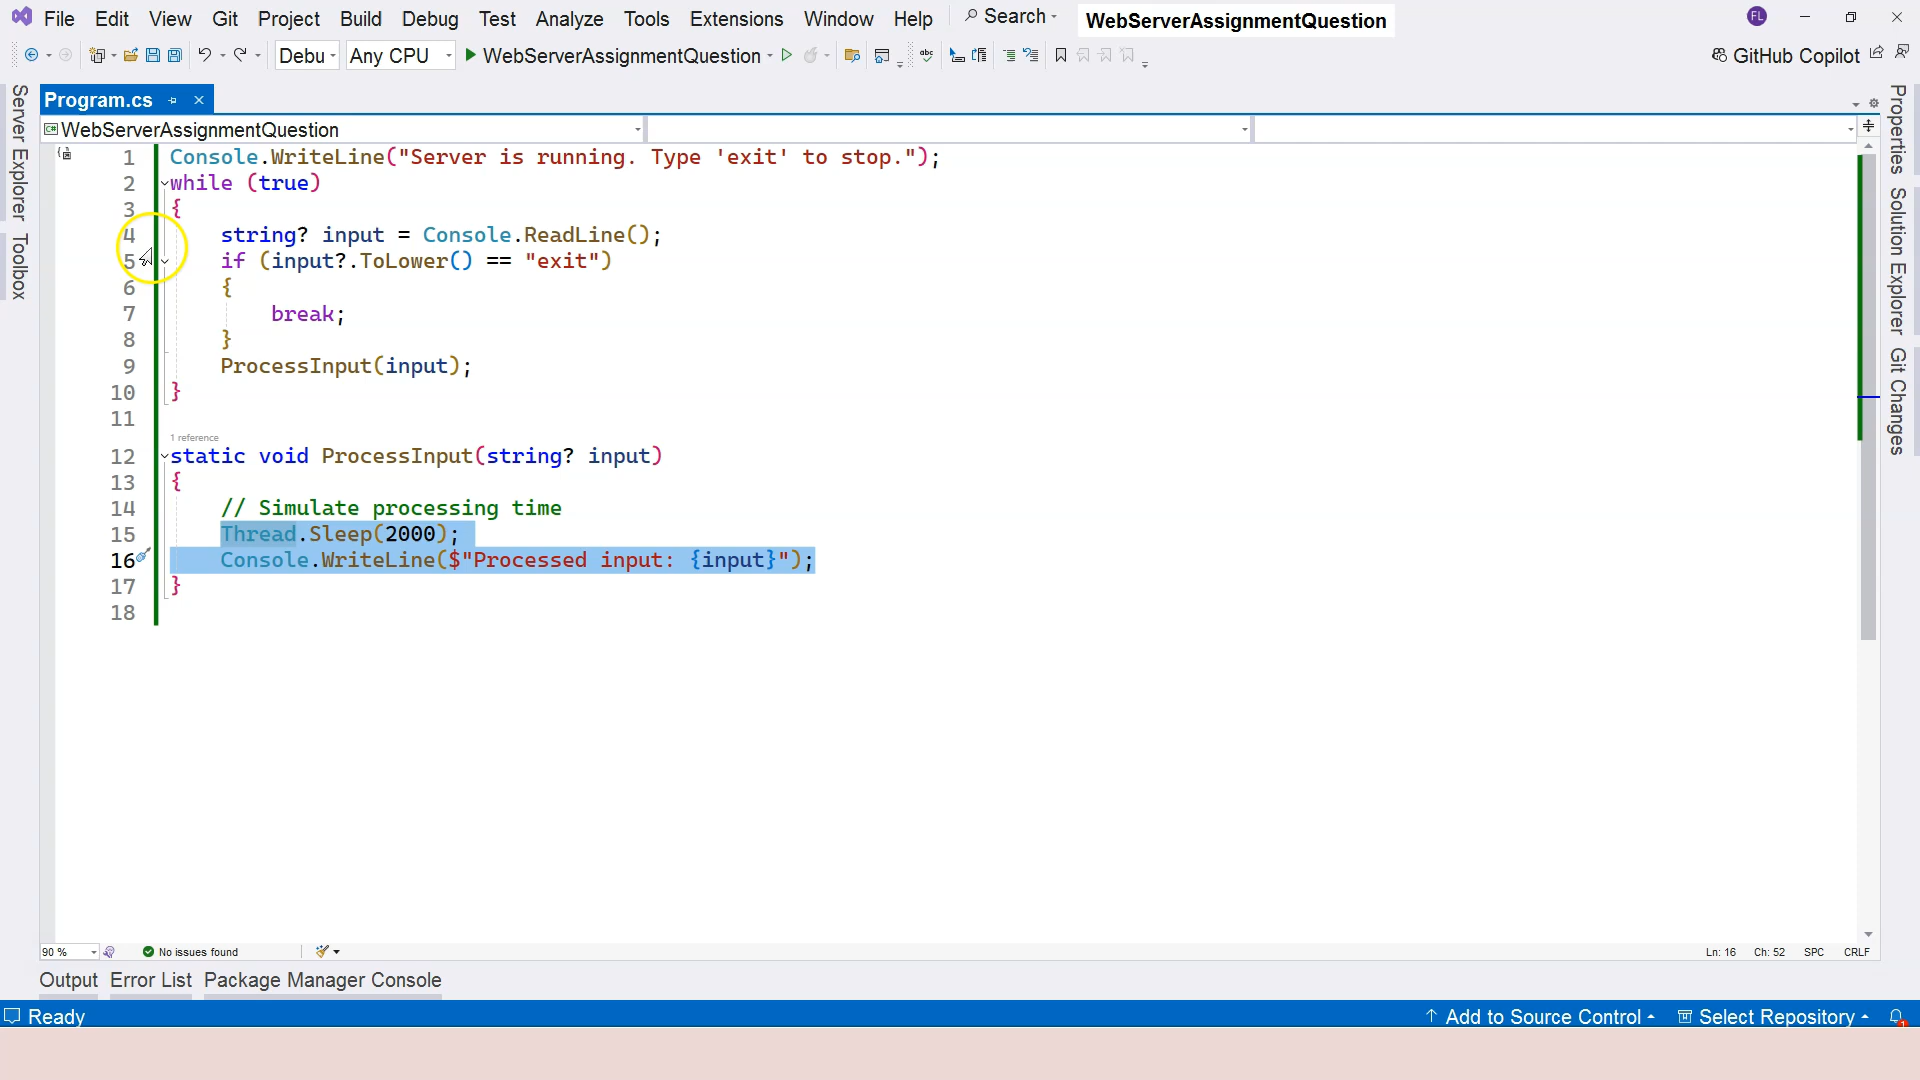 File Edit View Git Project Build Debug Test Analyze Tools Extensions Window Help Search WebServerAssignmentQuestion FL
Debu Any CPU WebServerAssignmentQuestion GitHub Copilot
Program.cs
WebServerAssignmentQuestion
Server Explorer
Toolbox
Properties
Solution Explorer
Git Changes
1 Console.WriteLine("Server is running. Type 'exit' to stop.");
2 while (true)
3 {
4 string? input = Console.ReadLine();
5 if (input?.ToLower() == "exit")
6 {
7 break;
8 }
9 ProcessInput(input);
10 }
11
1 reference
12 static void ProcessInput(string? input)
13 {
14 // Simulate processing time
15 Thread.Sleep(2000);
16 Console.WriteLine($"Processed input: {input}");
17 }
18
90 % No issues found Ln: 16 Ch: 52 SPC CRLF
Output Error List Package Manager Console
Ready Add to Source Control Select Repository 1